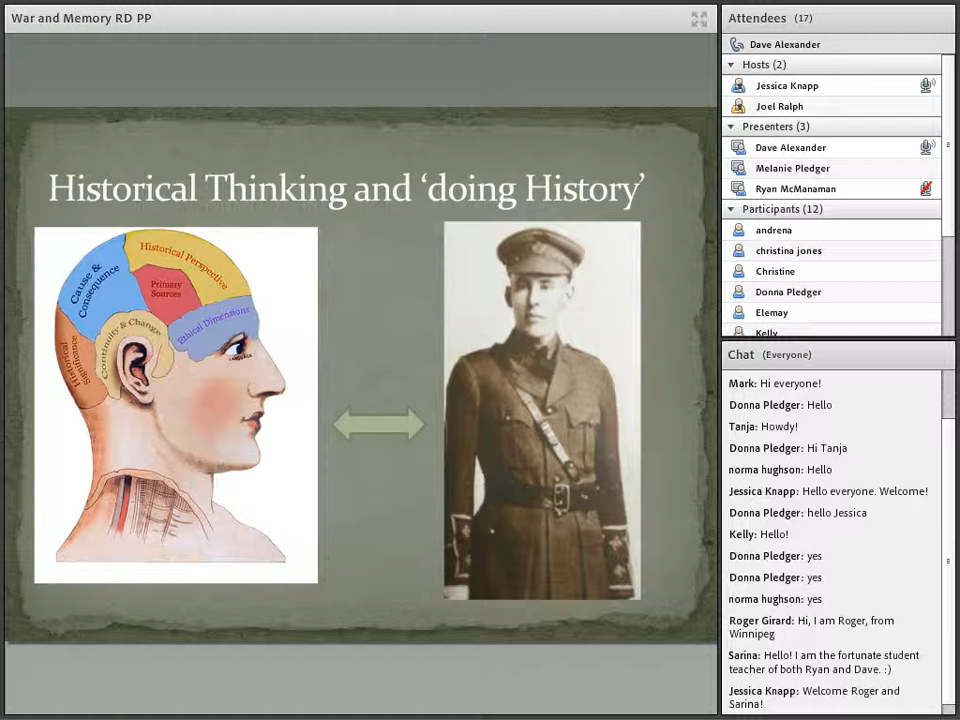 War and Memory RD PP
Historical Thinking and ‘doing History’
Historical Perspective
Cause &
Consequence
Primary
Sources
Ethical Dimensions
Continuity & Change
Historical
Significance
LANGUAGE
Attendees (17)
Dave Alexander
Hosts (2)
Jessica Knapp
Joel Ralph
Presenters (3)
Dave Alexander
Melanie Pledger
Ryan McManaman
Participants (12)
andrena
christina jones
Christine
Donna Pledger
Elemay
Kelly
Chat (Everyone)
Mark: Hi everyone!
Donna Pledger: Hello
Tanja: Howdy!
Donna Pledger: Hi Tanja
norma hughson: Hello
Jessica Knapp: Hello everyone. Welcome!
Donna Pledger: hello Jessica
Kelly: Hello!
Donna Pledger: yes
Donna Pledger: yes
norma hughson: yes
Roger Girard: Hi, I am Roger, from
Winnipeg
Sarina: Hello! I am the fortunate student
teacher of both Ryan and Dave. :)
Jessica Knapp: Welcome Roger and
Sarina!